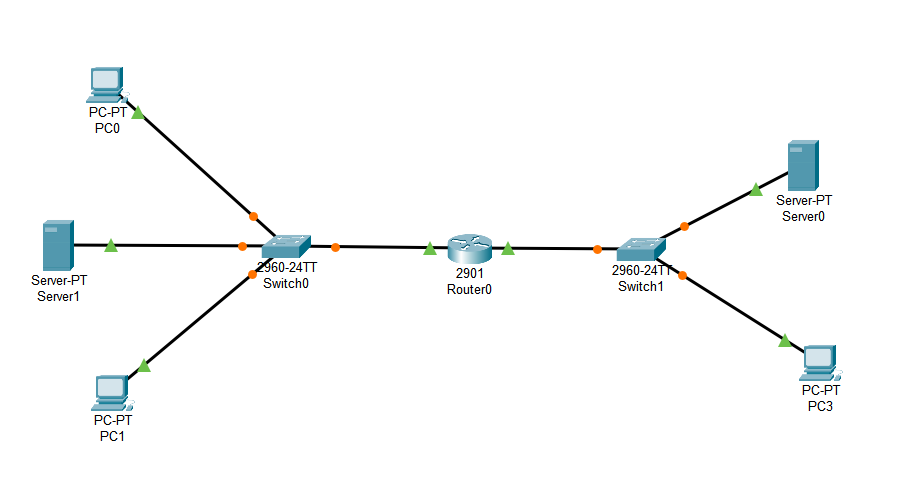 PC-PT
PC0
Server-PT
Server0
2960-24TT
Switch0
2901
Router0
2960-24TT
Switch1
Server-PT
Server1
PC-PT
PC3
PC-PT
PC1